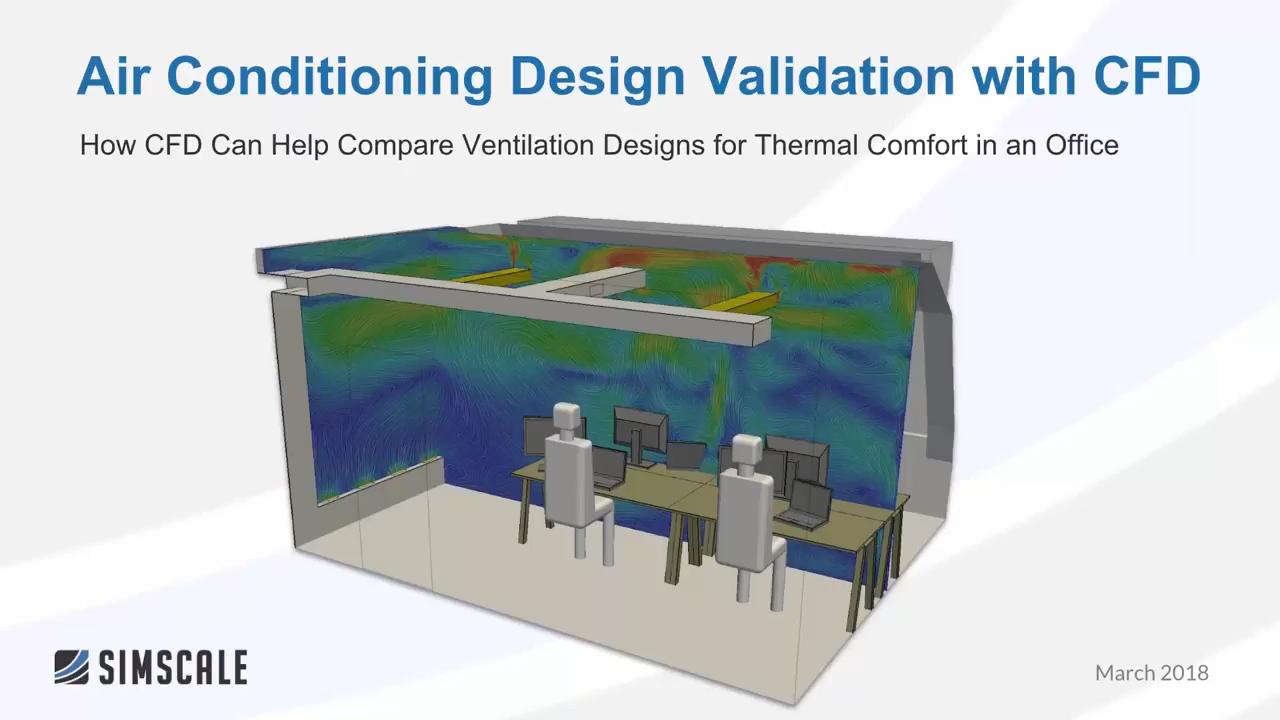 Air Conditioning Design Validation with CFD
How CFD Can Help Compare Ventilation Designs for Thermal Comfort in an Office
SIMSCALE
March 2018